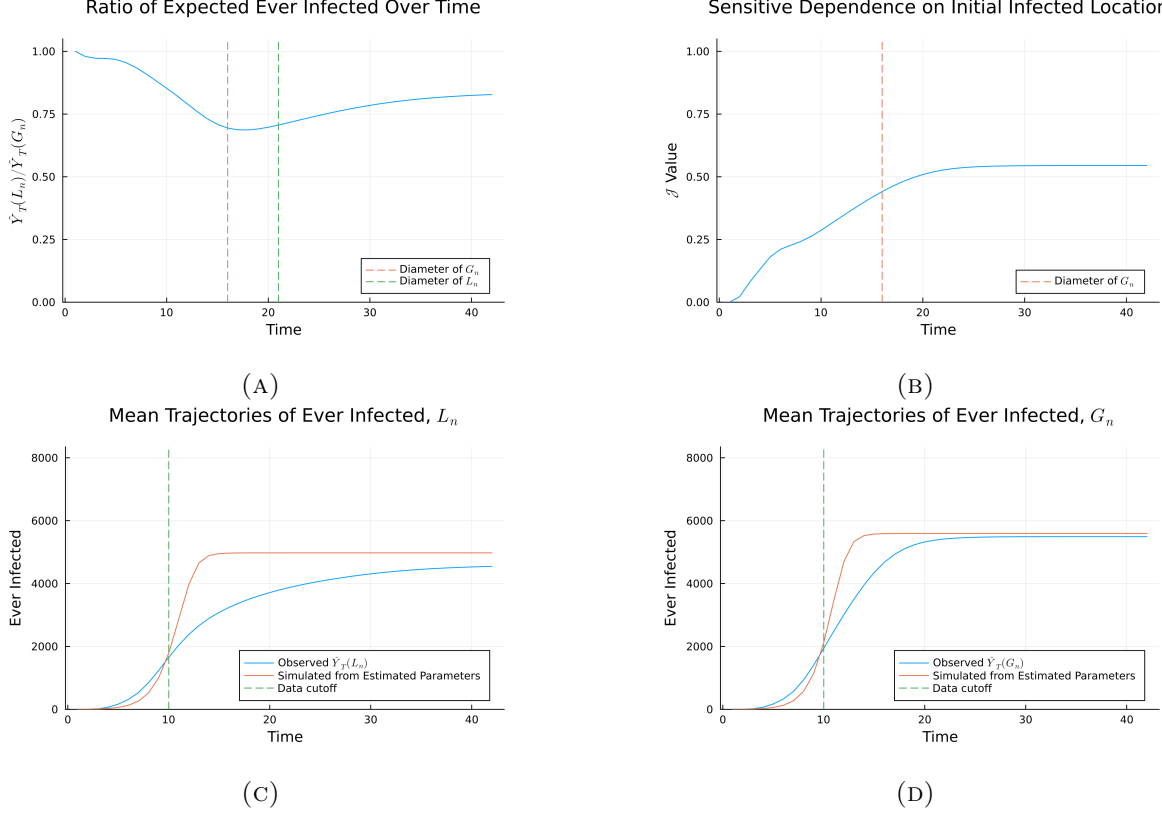 Ratio of Expected Ever Infected Over Time
1.00
0.75
0.50
0.25
0.00
Ŷ_T(L_n)/Ŷ_T(G_n)
Diameter of G_n
Diameter of L_n
0 10 20 30 40
Time
(A)
Sensitive Dependence on Initial Infected Location
1.00
0.75
0.50
0.25
0.00
Value
Diameter of G_n
0 10 20 30 40
Time
(B)
Mean Trajectories of Ever Infected, L_n
8000
6000
4000
2000
0
Ever Infected
Observed Ŷ_T(L_n)
Simulated from Estimated Parameters
Data cutoff
0 10 20 30 40
Time
(C)
Mean Trajectories of Ever Infected, G_n
8000
6000
4000
2000
0
Ever Infected
Observed Ŷ_T(G_n)
Simulated from Estimated Parameters
Data cutoff
0 10 20 30 40
Time
(D)